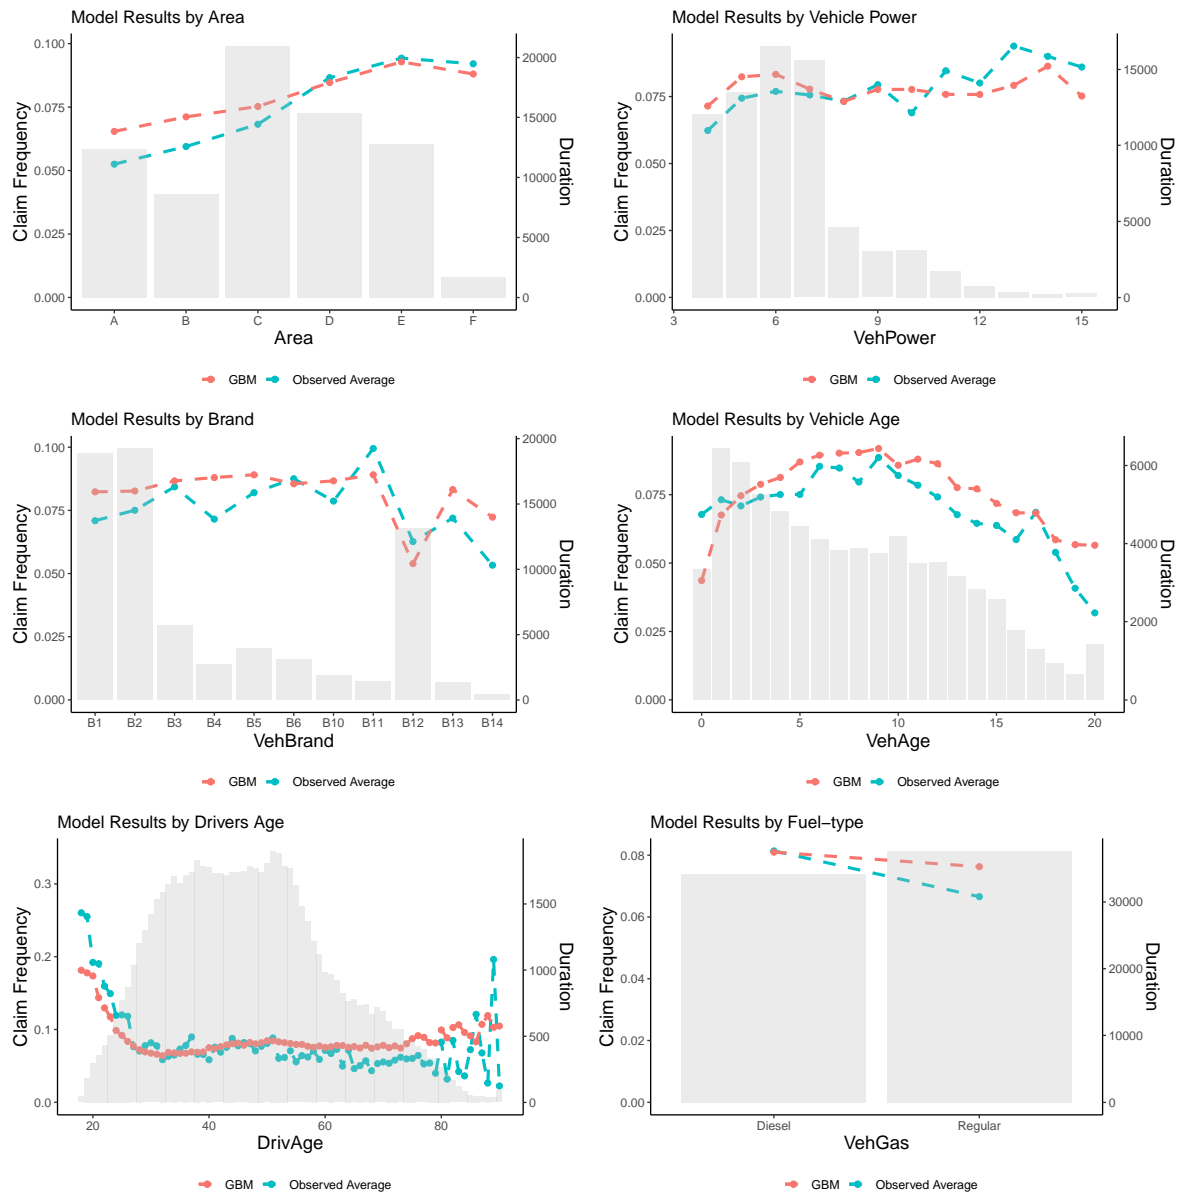 Model Results by Area
Claim Frequency
0.100
0.075
0.050
0.025
0.000
20000
15000
10000
5000
0
Duration
A B C D E F
Area
GBM Observed Average
Model Results by Vehicle Power
Claim Frequency
0.075
0.050
0.025
0.000
15000
10000
5000
0
Duration
3 6 9 12 15
VehPower
GBM Observed Average
Model Results by Brand
Claim Frequency
0.100
0.075
0.050
0.025
0.000
20000
15000
10000
5000
0
Duration
B1 B2 B3 B4 B5 B6 B10 B11 B12 B13 B14
VehBrand
GBM Observed Average
Model Results by Vehicle Age
Claim Frequency
0.075
0.050
0.025
0.000
6000
4000
2000
0
Duration
0 5 10 15 20
VehAge
GBM Observed Average
Model Results by Drivers Age
Claim Frequency
0.3
0.2
0.1
0.0
1500
1000
500
0
Duration
20 40 60 80
DrivAge
GBM Observed Average
Model Results by Fuel−type
Claim Frequency
0.08
0.06
0.04
0.02
0.00
30000
20000
10000
0
Duration
Diesel Regular
VehGas
GBM Observed Average